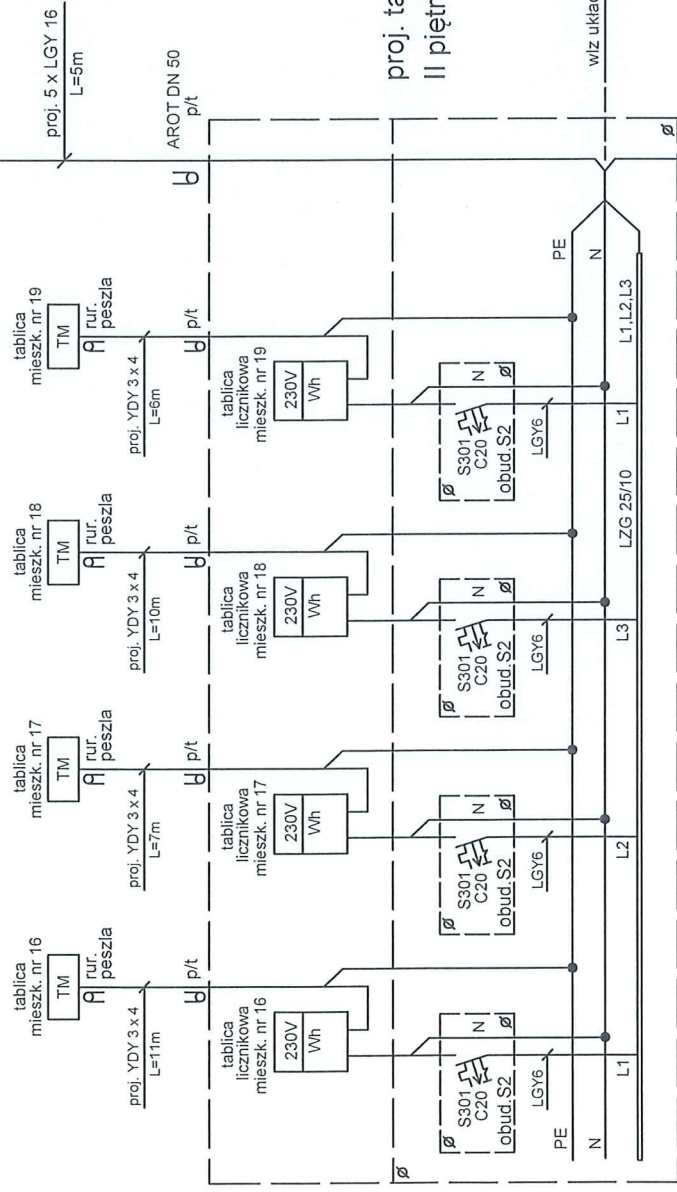 proj. 5 x LGY 16
L=5m
AROT DN 50
p/t
tablica
mieszk. nr 16
TM
rur.
peszla
proj. YDY 3 x 4
L=11m
p/t
tablica
licznikowa
mieszk. nr 16
230V
Wh
S301
C20
N
obud.S2
LGY6
L1
tablica
mieszk. nr 17
TM
rur.
peszla
proj. YDY 3 x 4
L=7m
p/t
tablica
licznikowa
mieszk. nr 17
230V
Wh
S301
C20
N
obud.S2
LGY6
L2
tablica
mieszk. nr 18
TM
rur.
peszla
proj. YDY 3 x 4
L=10m
p/t
tablica
licznikowa
mieszk. nr 18
230V
Wh
S301
C20
N
obud.S2
LGY6
L3
tablica
mieszk. nr 19
TM
rur.
peszla
proj. YDY 3 x 4
L=6m
p/t
tablica
licznikowa
mieszk. nr 19
230V
Wh
S301
C20
N
obud.S2
LGY6
L1
PE
N
PE
N
LZG 25/10
L1,L2,L3
proj. ta
II piętr
wlz układ